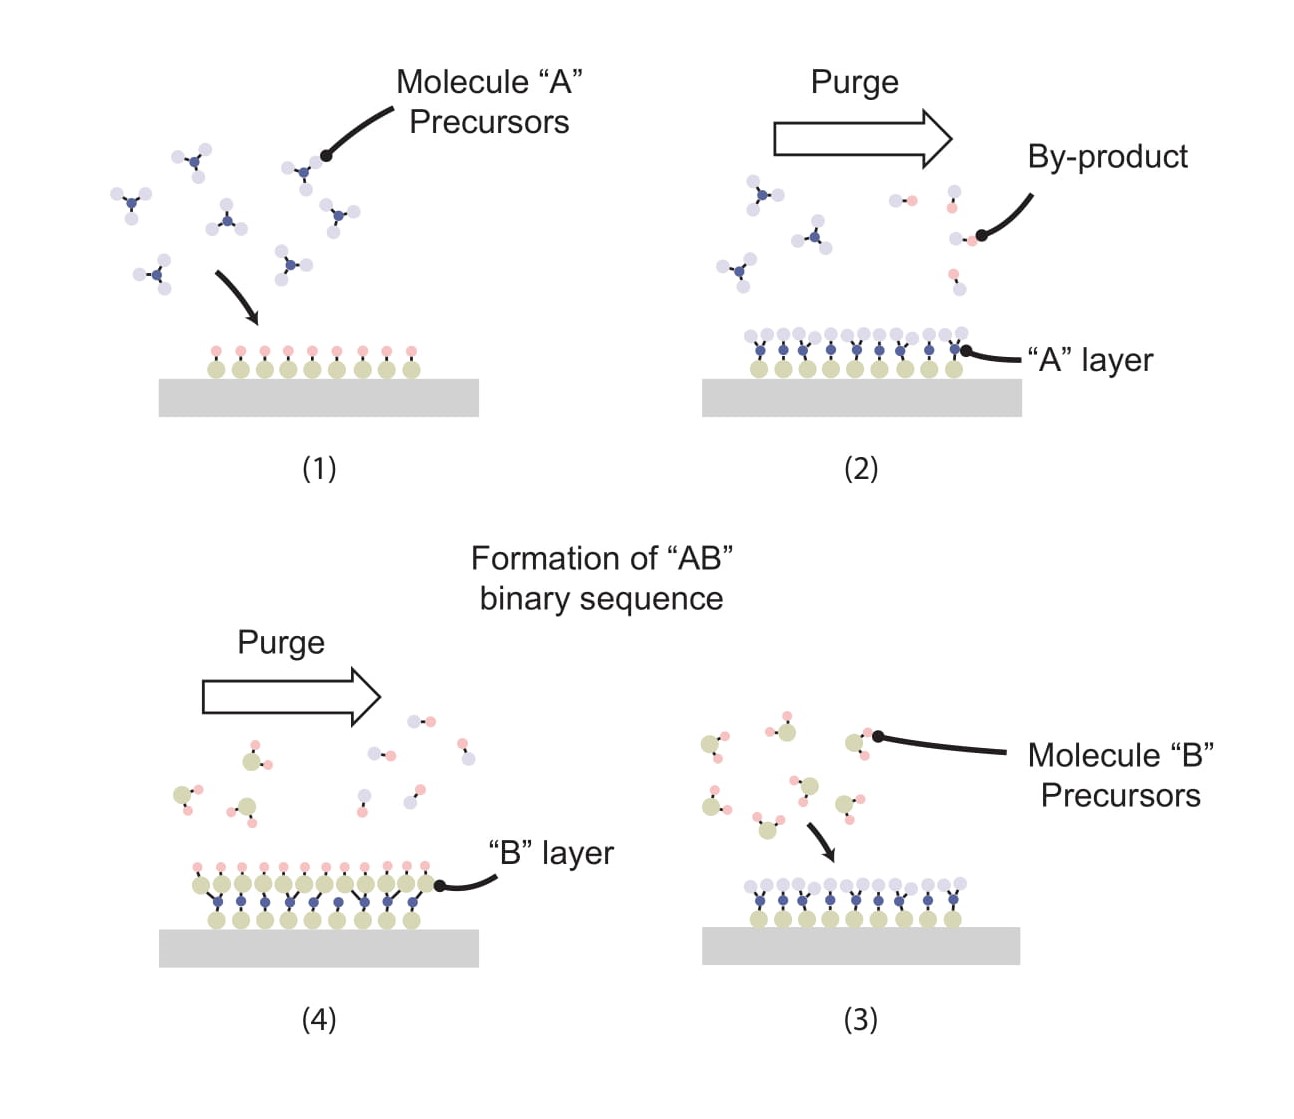 Molecule “A”
Precursors
(1)
Purge
By-product
“A” layer
(2)
Formation of “AB”
binary sequence
Purge
“B” layer
(4)
Molecule “B”
Precursors
(3)